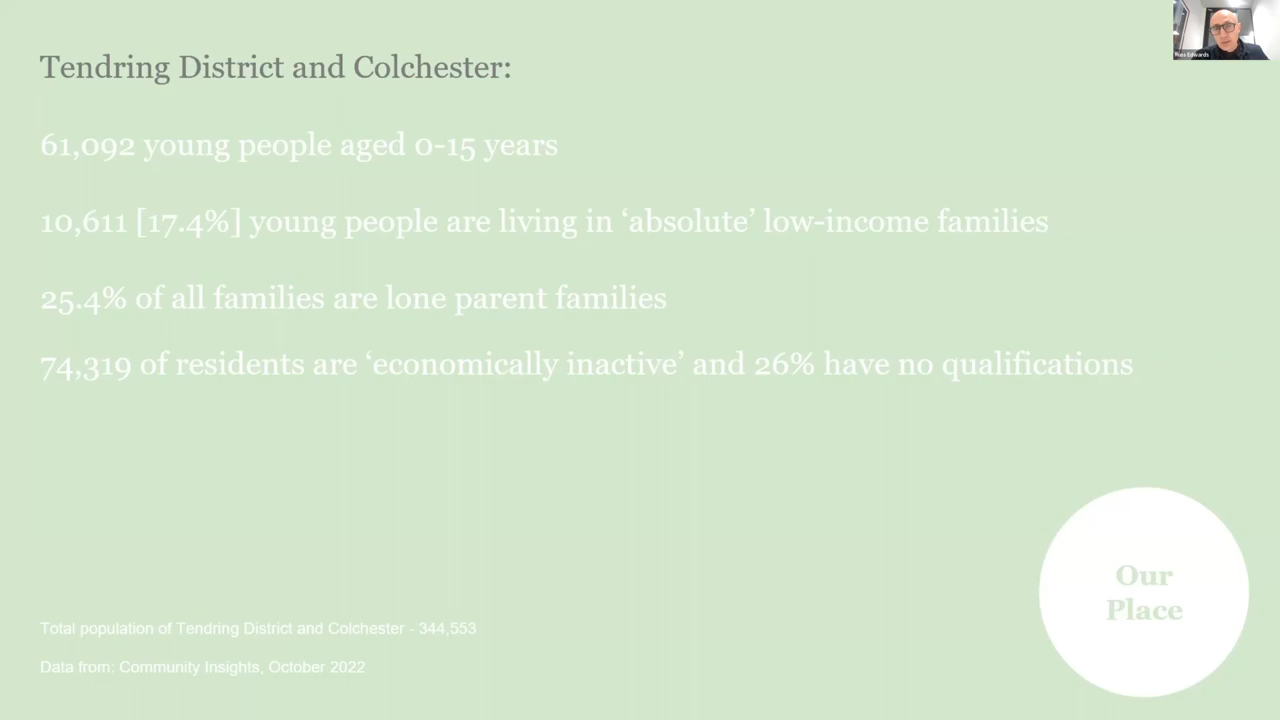 Tendring District and Colchester:
61,092 young people aged 0-15 years
10,611 [17.4%] young people are living in ‘absolute’ low-income families
25.4% of all families are lone parent families
74,319 of residents are ‘economically inactive’ and 26% have no qualifications
Total population of Tendring District and Colchester - 344,553
Data from: Community Insights, October 2022
Our
Place
Edwards